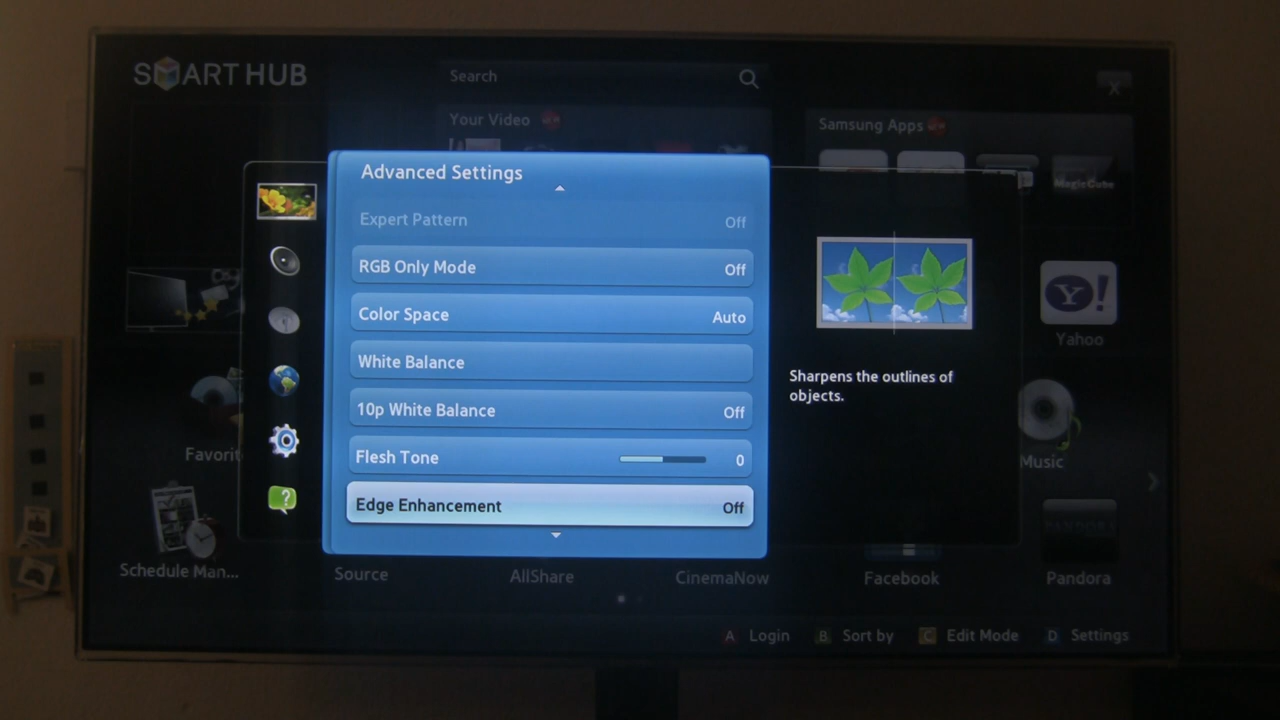 SMART HUB
Search
Your Video
Samsung Apps
X
MagicCube
Advanced Settings
Expert Pattern Off
RGB Only Mode Off
Color Space Auto
White Balance
10p White Balance Off
Flesh Tone 0
Edge Enhancement Off
Sharpens the outlines of
objects.
Y!
Yahoo
Favorit
Music
?
Schedule Man...
Source
AllShare
CinemaNow
Facebook
PANDORA
Pandora
A Login B Sort by C Edit Mode D Settings